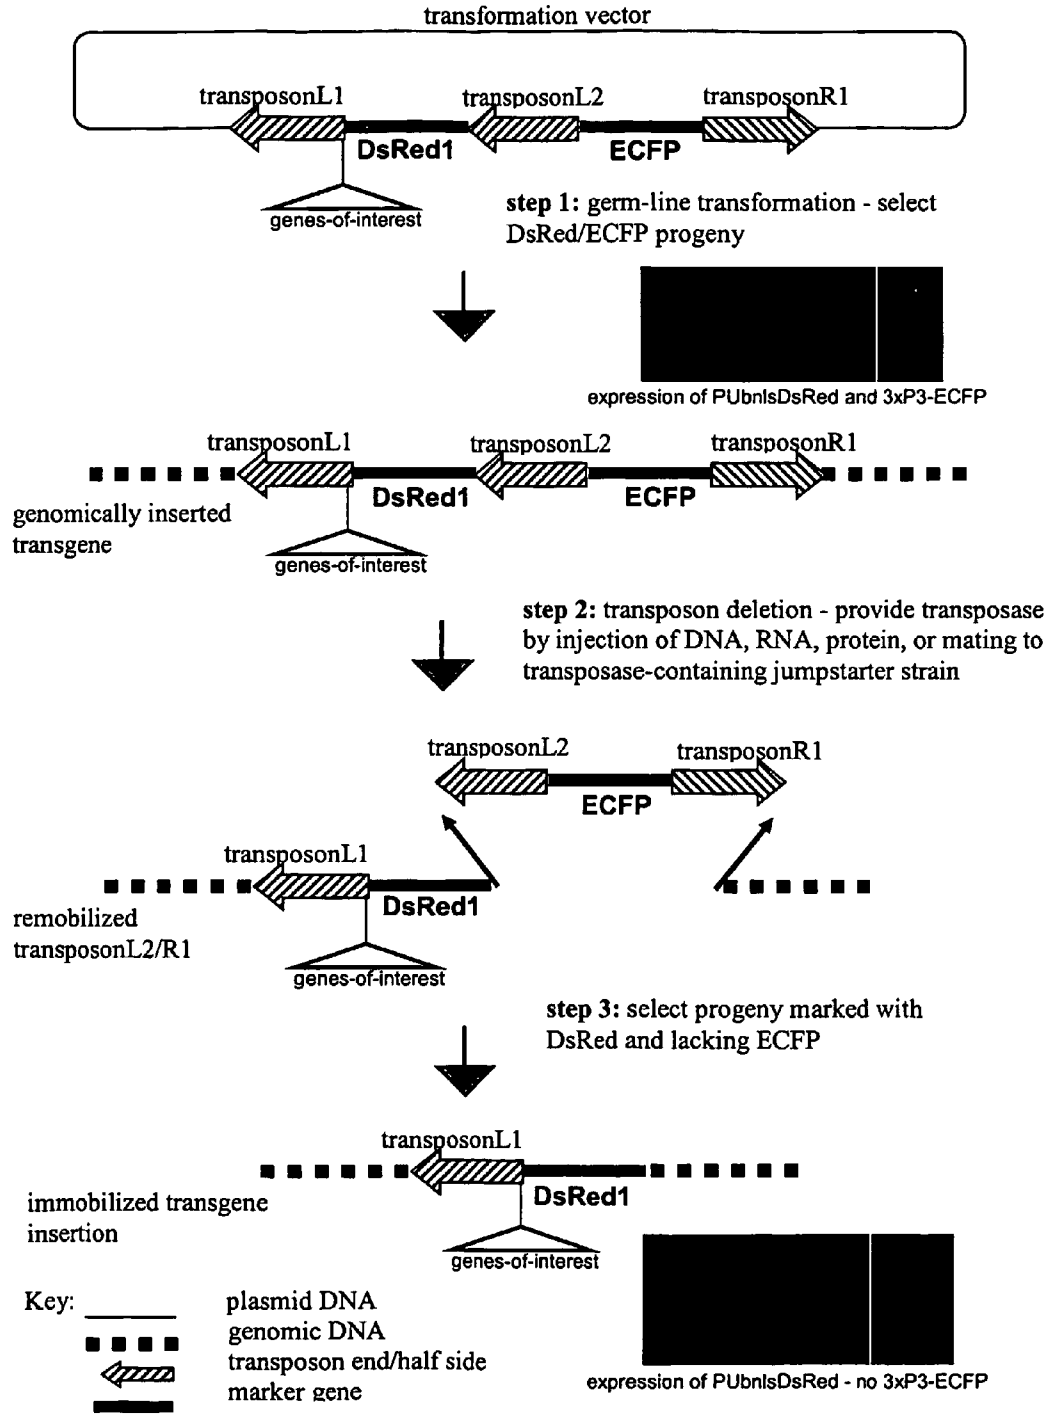 transformation vector
transposonL1
transposonL2
transposonR1
DsRed1
ECFP
genes-of-interest
step 1: germ-line transformation - select
DsRed/ECFP progeny
expression of PUbnlsDsRed and 3xP3-ECFP
transposonL1
transposonL2
transposonR1
DsRed1
ECFP
genomically inserted
transgene
genes-of-interest
step 2: transposon deletion - provide transposase
by injection of DNA, RNA, protein, or mating to
transposase-containing jumpstarter strain
transposonL2
transposonR1
ECFP
transposonL1
DsRed1
remobilized
transposonL2/R1
genes-of-interest
step 3: select progeny marked with
DsRed and lacking ECFP
transposonL1
DsRed1
immobilized transgene
insertion
genes-of-interest
Key:
plasmid DNA
genomic DNA
transposon end/half side
marker gene
expression of PUbnlsDsRed - no 3xP3-ECFP